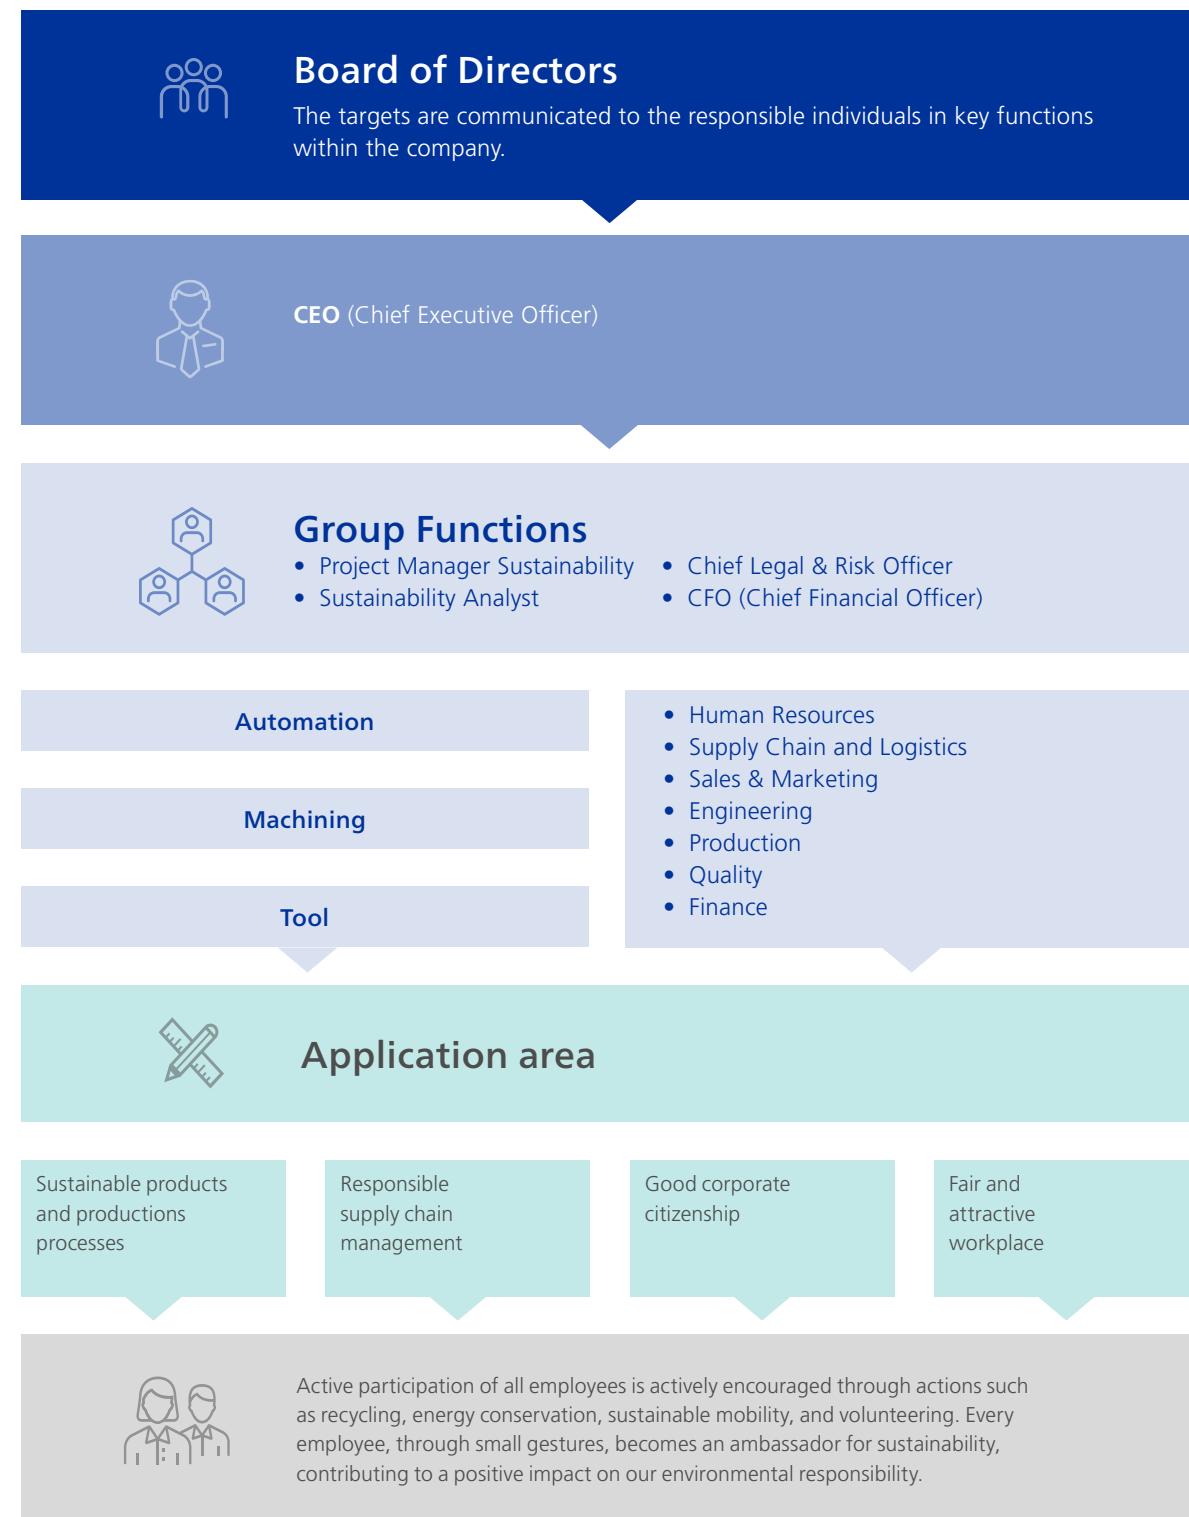 Board of Directors
The targets are communicated to the responsible individuals in key functions
within the company.
CEO (Chief Executive Officer)
Group Functions
• Project Manager Sustainability
• Sustainability Analyst
• Chief Legal & Risk Officer
• CFO (Chief Financial Officer)
Automation
Machining
Tool
• Human Resources
• Supply Chain and Logistics
• Sales & Marketing
• Engineering
• Production
• Quality
• Finance
Application area
Sustainable products
and productions
processes
Responsible
supply chain
management
Good corporate
citizenship
Fair and
attractive
workplace
Active participation of all employees is actively encouraged through actions such
as recycling, energy conservation, sustainable mobility, and volunteering. Every
employee, through small gestures, becomes an ambassador for sustainability,
contributing to a positive impact on our environmental responsibility.